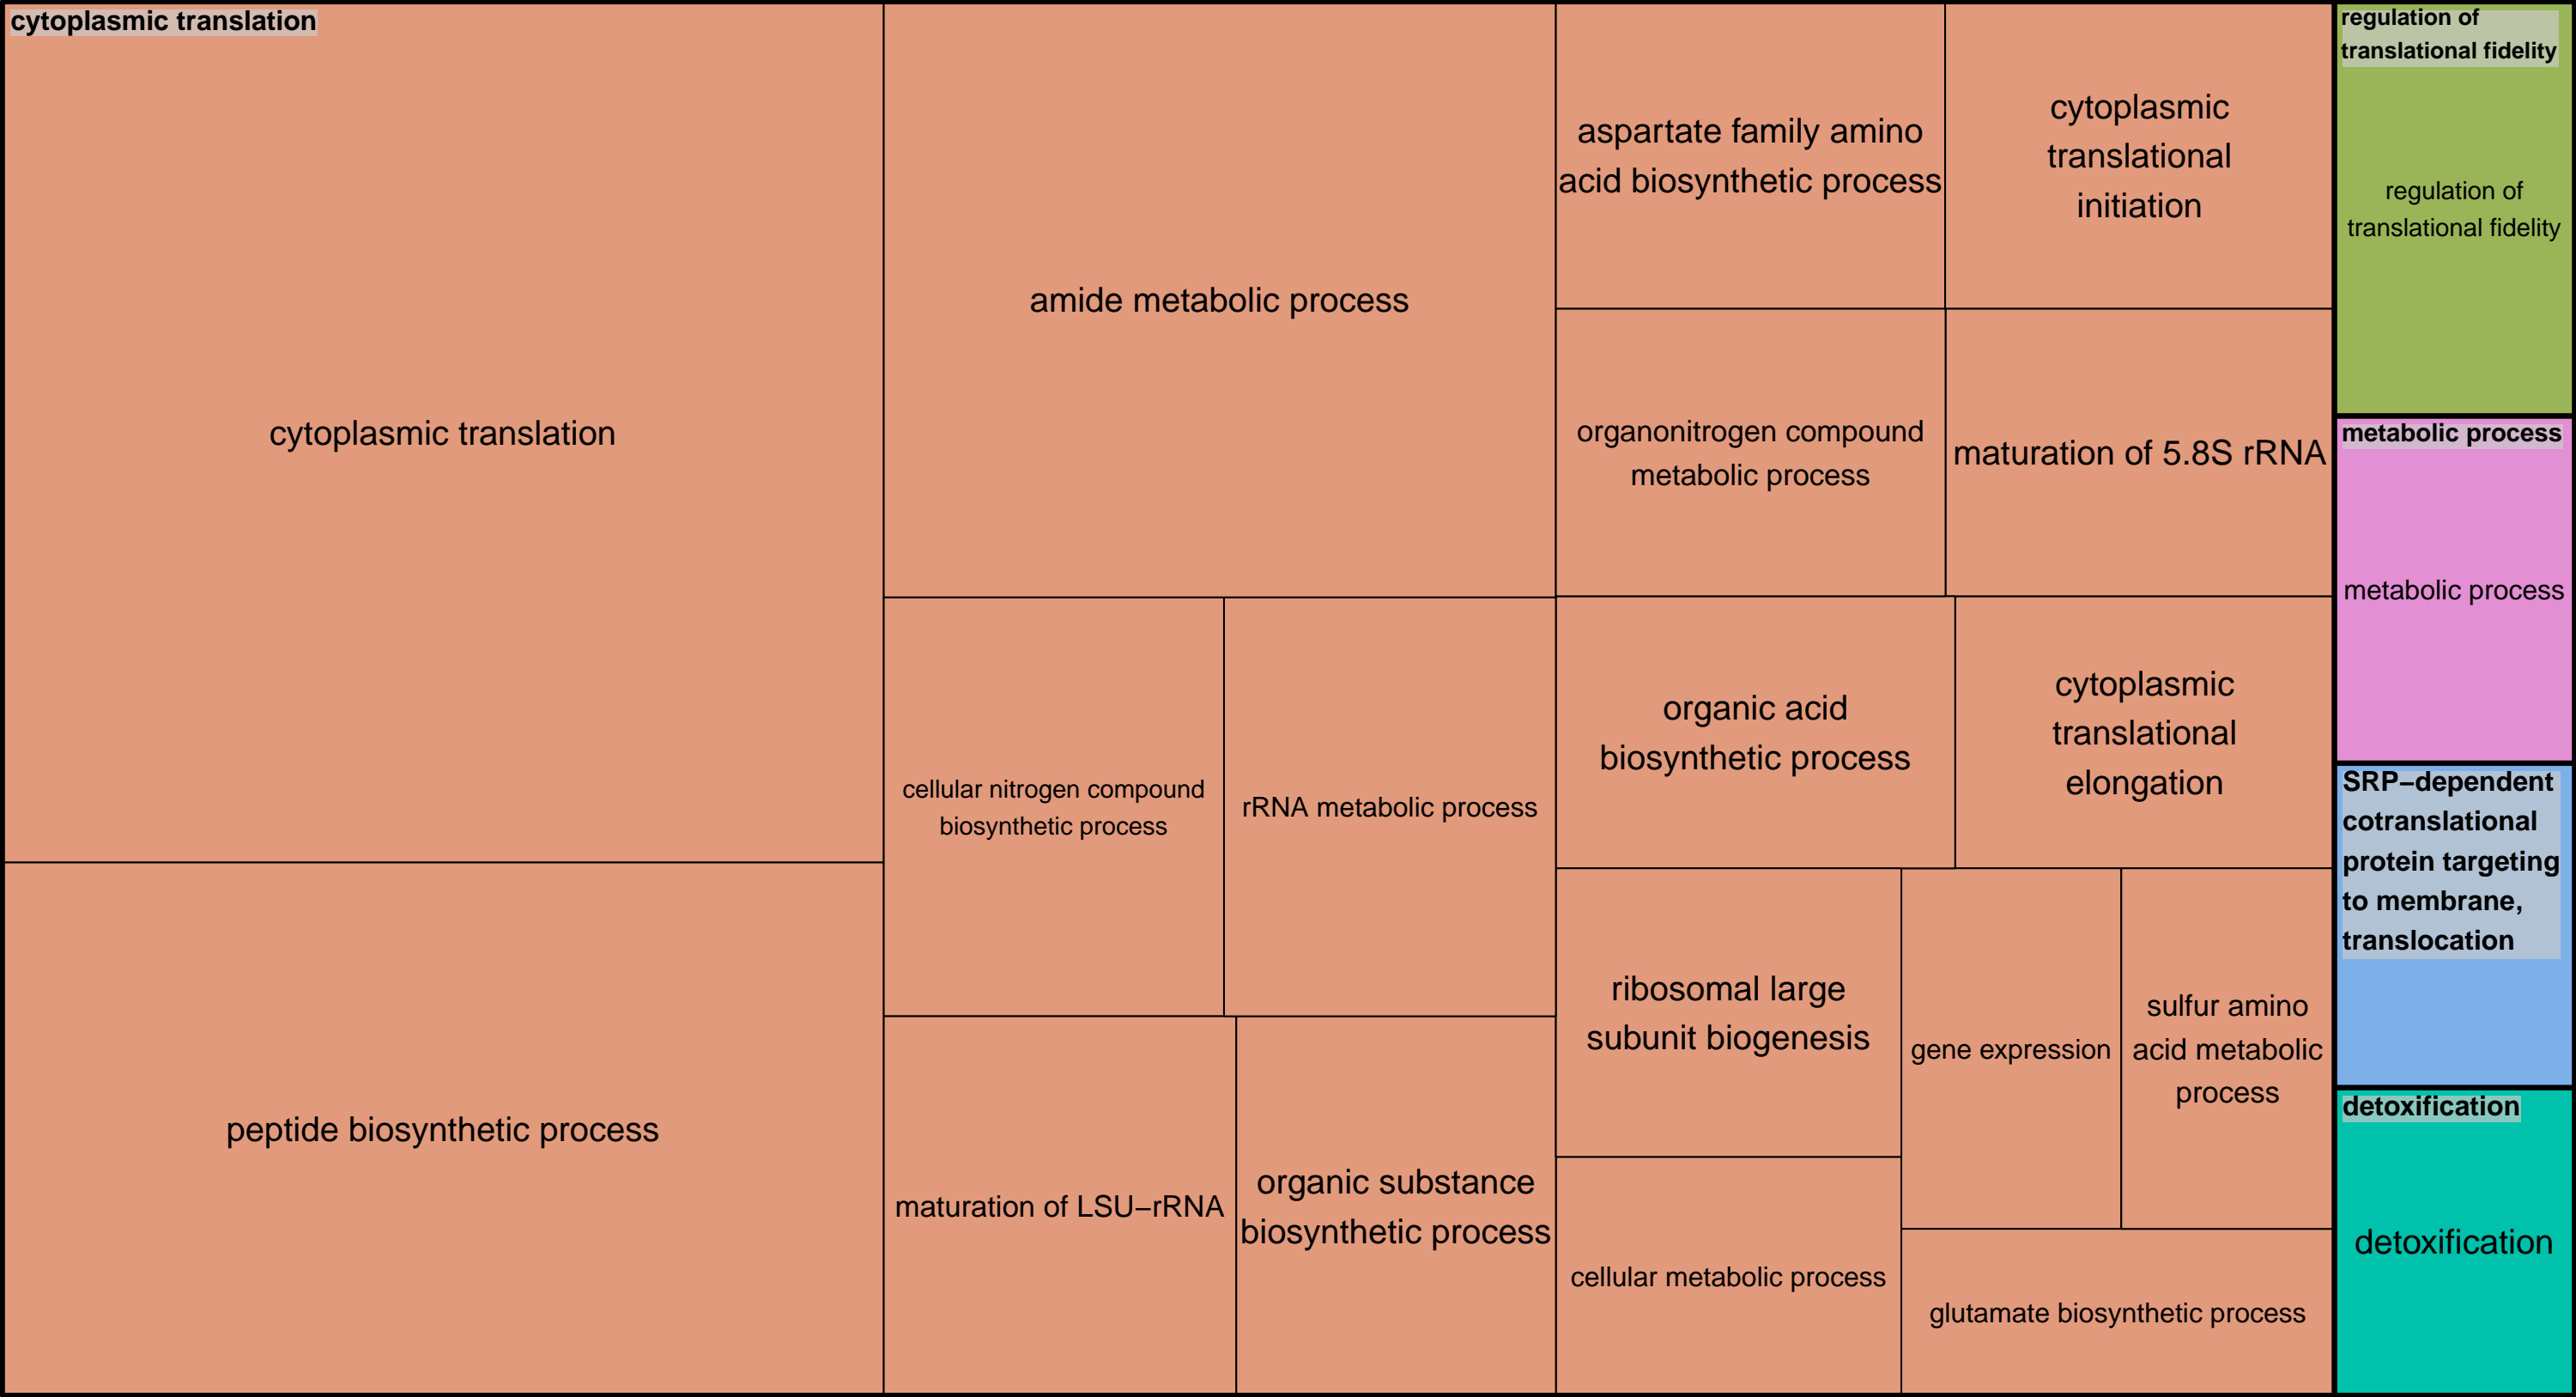 cytoplasmic translation
cytoplasmic translation
peptide biosynthetic process
amide metabolic process
cellular nitrogen compound
biosynthetic process
rRNA metabolic process
maturation of LSU−rRNA
organic substance
biosynthetic process
aspartate family amino
acid biosynthetic process
cytoplasmic
translational
initiation
organonitrogen compound
metabolic process
maturation of 5.8S rRNA
organic acid
biosynthetic process
cytoplasmic
translational
elongation
ribosomal large
subunit biogenesis
gene expression
sulfur amino
acid metabolic
process
cellular metabolic process
glutamate biosynthetic process
regulation of
translational fidelity
regulation of
translational fidelity
metabolic process
metabolic process
SRP−dependent
cotranslational
protein targeting
to membrane,
translocation
detoxification
detoxification